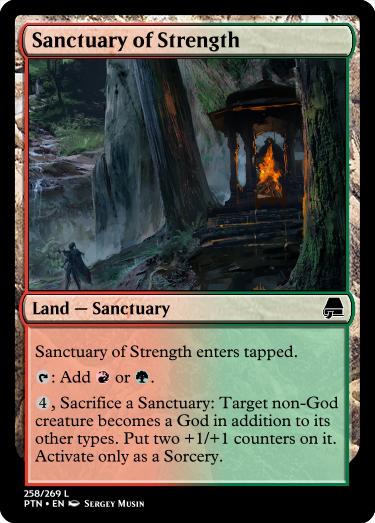 Sanctuary of Strength
Land — Sanctuary
Sanctuary of Strength enters tapped.
: Add or .
4, Sacrifice a Sanctuary: Target non-God
creature becomes a God in addition to its
other types. Put two +1/+1 counters on it.
Activate only as a Sorcery.
258/269 L
PTN • EN Sergey Musin